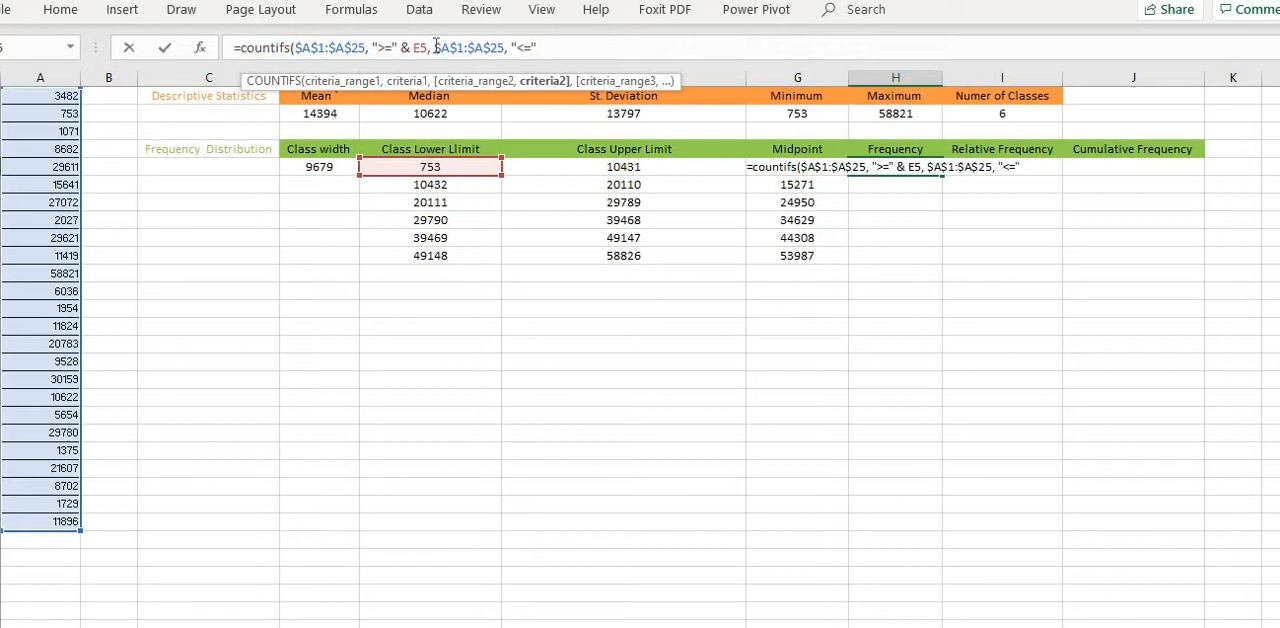 le Home Insert Draw Page Layout Formulas Data Review View Help Foxit PDF Power Pivot Search Share Comme
=countifs($A$1:$A$25, ">=" & E5, $A$1:$A$25, "<="
COUNTIFS(criteria_range1, criteria1, [criteria_range2, criteria2], [criteria_range3, ...)
A B C D E F G H I J K
3482 Descriptive Statistics Mean Median St. Deviation Minimum Maximum Numer of Classes
753 14394 10622 13797 753 58821 6
1071
8682 Frequency Distribution Class width Class Lower Llimit Class Upper Limit Midpoint Frequency Relative Frequency Cumulative Frequency
29611 9679 753 10431 =countifs($A$1:$A$25, ">=" & E5, $A$1:$A$25, "<="
15641 10432 20110 15271
27072 20111 29789 24950
2027 29790 39468 34629
29621 39469 49147 44308
11419 49148 58826 53987
58821
6036
1954
11824
20783
9528
30159
10622
5654
29780
1375
21607
8702
1729
11896